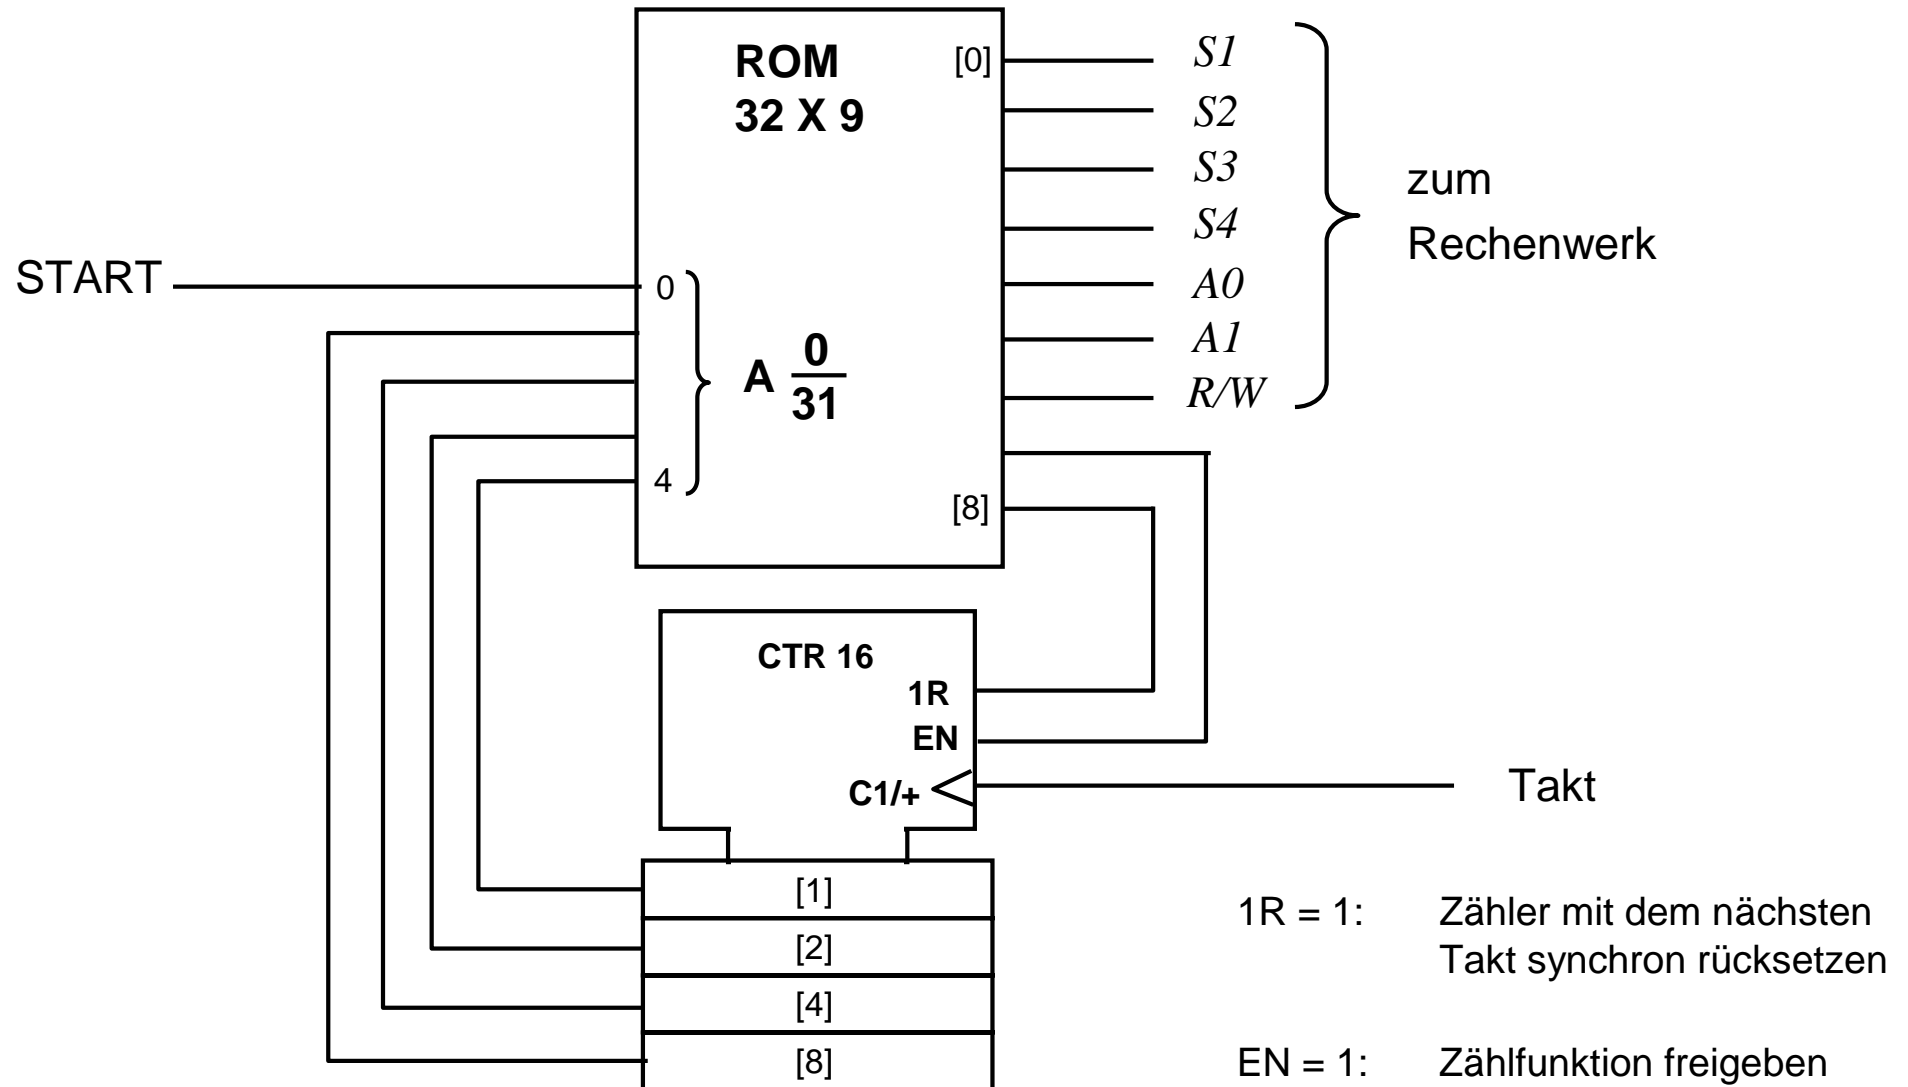 ROM
32 X 9
[0]
S1
S2
S3
S4
A0
A1
R/W
zum
Rechenwerk
START
0
4
A 0
31
[8]
CTR 16
1R
EN
C1/+
Takt
[1]
[2]
[4]
[8]
1R = 1: Zähler mit dem nächsten
Takt synchron rücksetzen
EN = 1: Zählfunktion freigeben